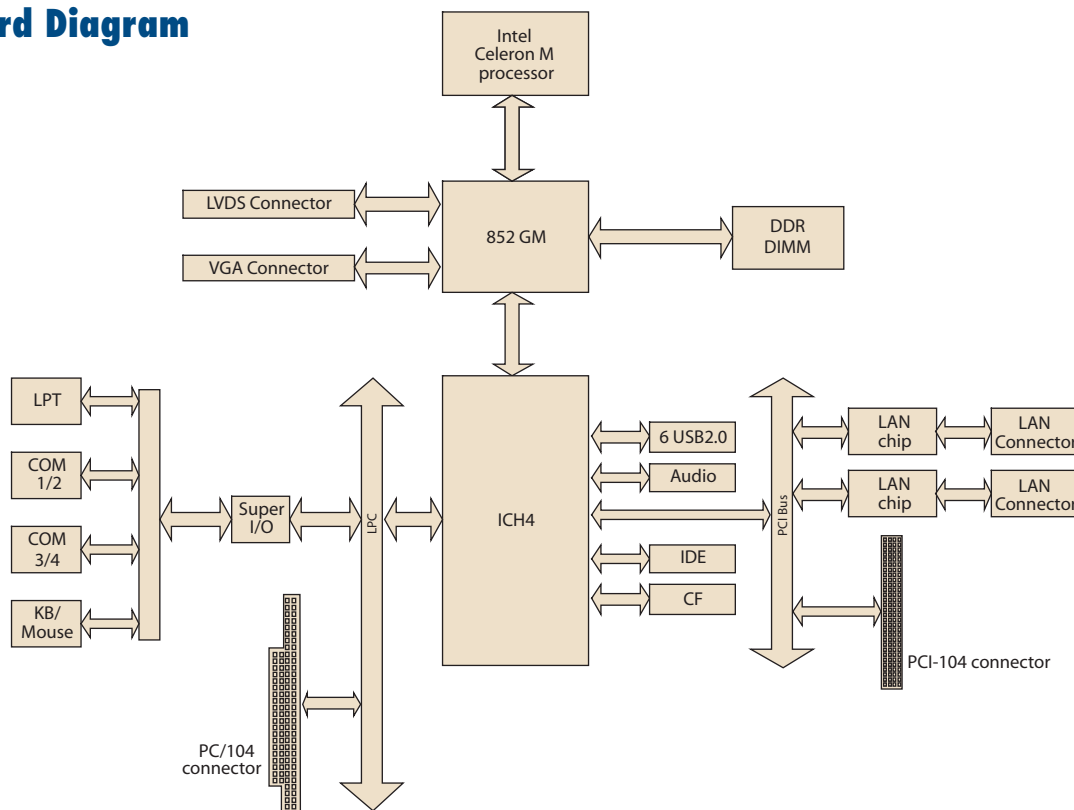 rd Diagram
Intel
Celeron M
processor
LVDS Connector
852 GM
DDR
DIMM
VGA Connector
LPT
6 USB2.0
LAN
chip
LAN
Connector
COM
1/2
Audio
LAN
chip
LAN
Connector
Super
I/O
LPC
ICH4
PCI Bus
COM
3/4
IDE
CF
KB/
Mouse
PCI-104 connector
PC/104
connector